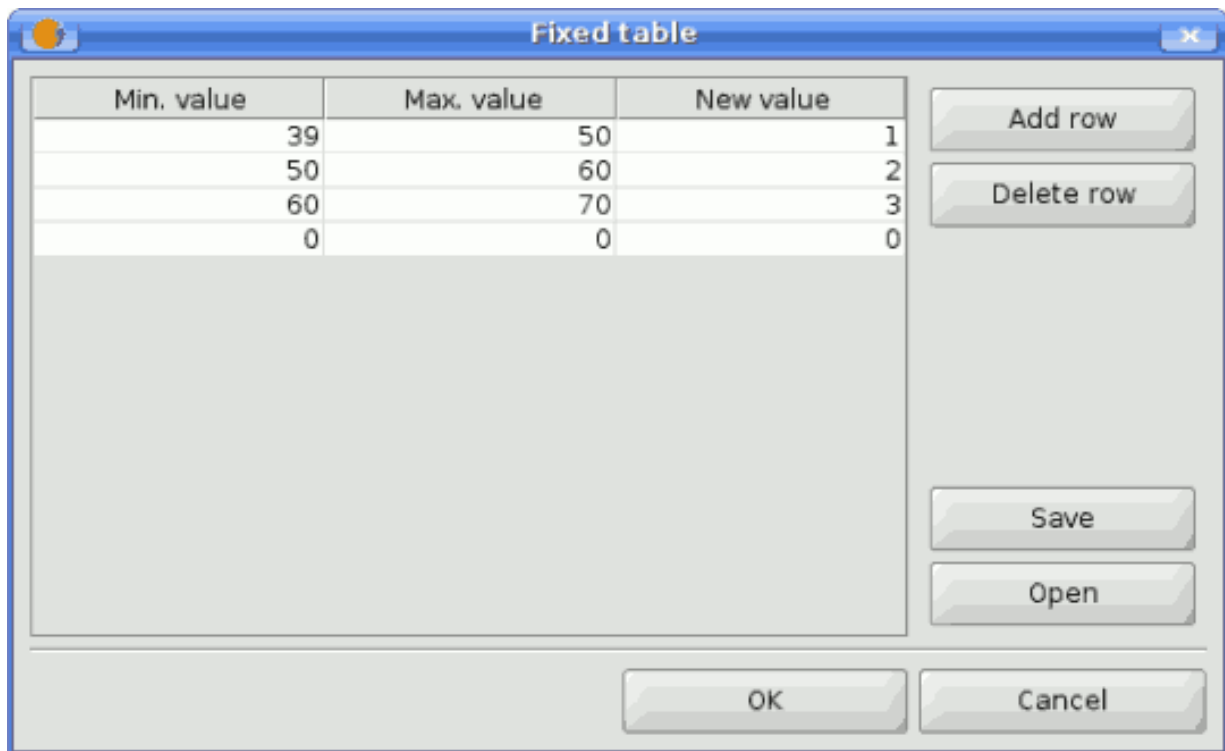 Fixed table
Min. value Max. value New value
39 50 1
50 60 2
60 70 3
0 0 0
Add row
Delete row
Save
Open
OK Cancel